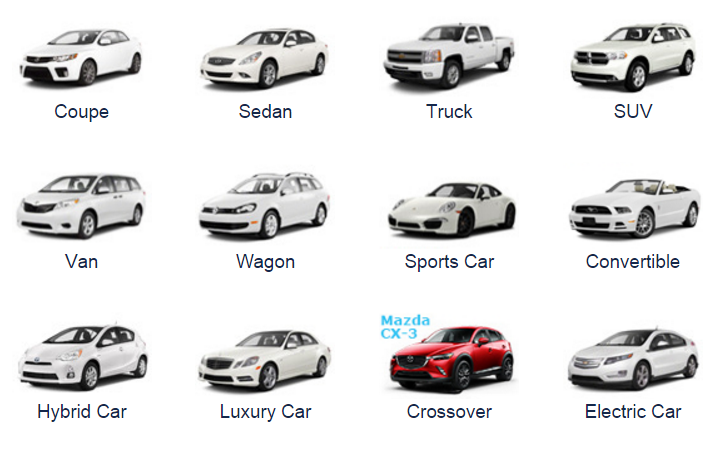 Coupe
Sedan
Truck
SUV
Van
Wagon
Sports Car
Convertible
Mazda
CX-3
Hybrid Car
Luxury Car
Crossover
Electric Car